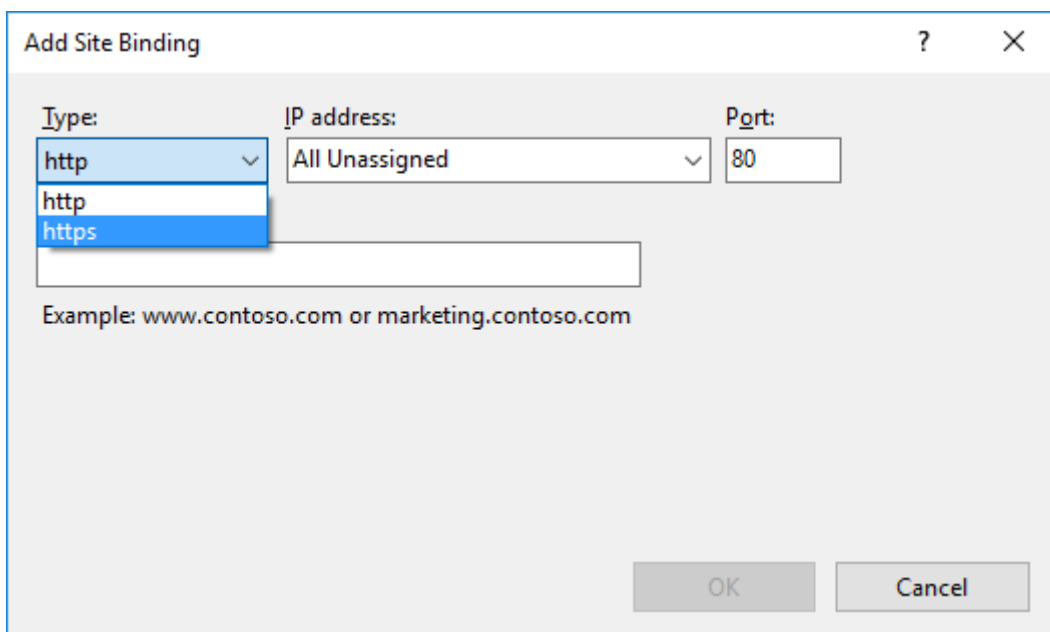 Add Site Binding ?
Type: IP address: Port:
http All Unassigned 80
http
https
Example: www.contoso.com or marketing.contoso.com
OK Cancel